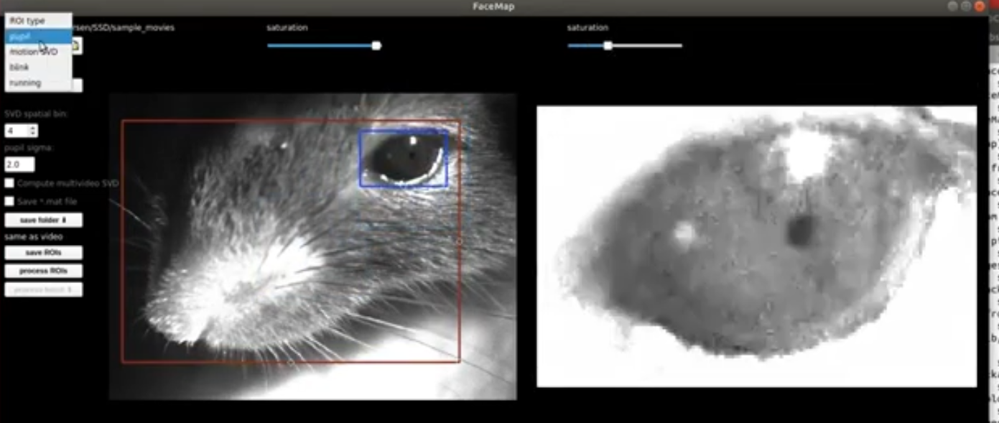 FaceMap
ROI type
rsen/SSD/sample_movies
saturation
saturation
pupil
motion SVD
blink
running
SVD spatial bin:
4
pupil sigma:
2.0
Compute multivideo SVD
Save *.mat file
save folder ⬇
same as video
save ROIs
process ROIs
process batch ⬇